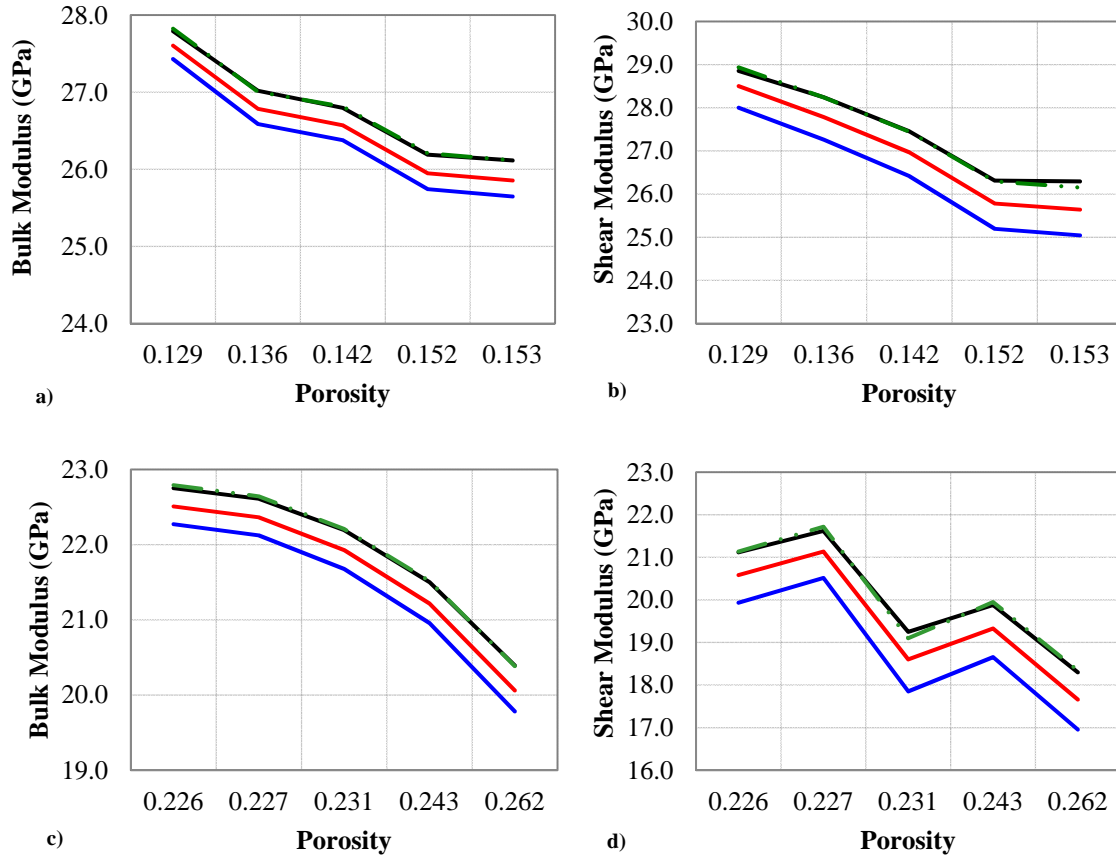 Bulk Modulus (GPa)
28.0
27.0
26.0
25.0
24.0
0.129 0.136 0.142 0.152 0.153
Porosity
a)
Shear Modulus (GPa)
30.0
29.0
28.0
27.0
26.0
25.0
24.0
23.0
0.129 0.136 0.142 0.152 0.153
Porosity
b)
Bulk Modulus (GPa)
23.0
22.0
21.0
20.0
19.0
0.226 0.227 0.231 0.243 0.262
Porosity
c)
Shear Modulus (GPa)
23.0
22.0
21.0
20.0
19.0
18.0
17.0
16.0
0.226 0.227 0.231 0.243 0.262
Porosity
d)